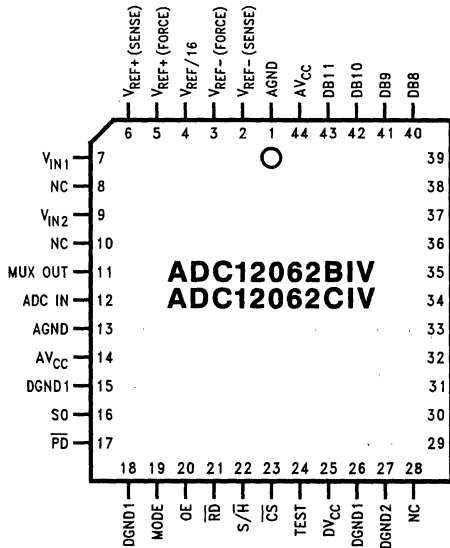 V_REF+ (SENSE)
V_REF+ (FORCE)
V_REF/16
V_REF- (FORCE)
V_REF- (SENSE)
AGND
AV_CC
DB11
DB10
DB9
DB8
6 5 4 3 2 1 44 43 42 41 40
V_IN1 7 39
NC 8 38
V_IN2 9 37
NC 10 36
MUX OUT 11 ADC12062BIV 35
ADC IN 12 ADC12062CIV 34
AGND 13 33
AV_CC 14 32
DGND1 15 31
S0 16 30
P̅D̅ 17 29
18 19 20 21 22 23 24 25 26 27 28
DGND1
MODE
OE
R̅D̅
S/H̅
C̅S̅
TEST
DV_CC
DGND1
DGND2
NC